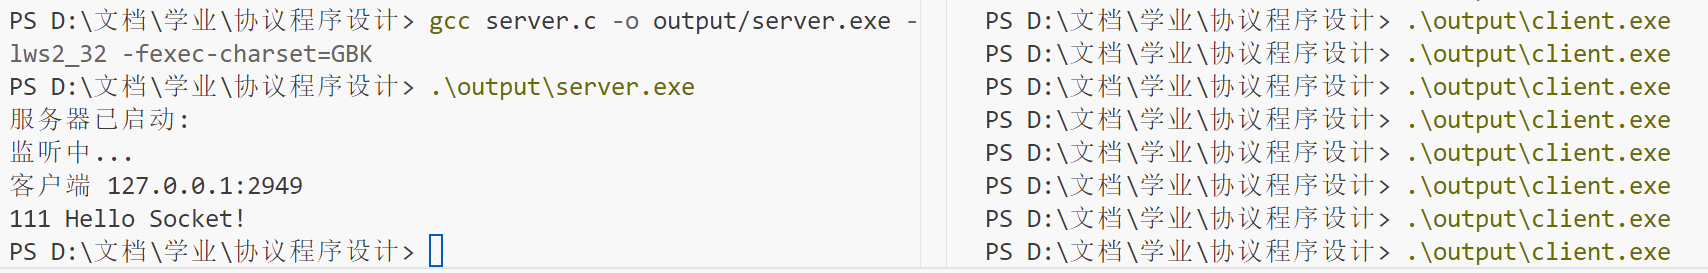 PS D:\文档\学业\协议程序设计> gcc server.c -o output/server.exe -
lws2_32 -fexec-charset=GBK
PS D:\文档\学业\协议程序设计> .\output\server.exe
服务器已启动:
监听中...
客户端 127.0.0.1:2949
111 Hello Socket!
PS D:\文档\学业\协议程序设计>
PS D:\文档\学业\协议程序设计> .\output\client.exe
PS D:\文档\学业\协议程序设计> .\output\client.exe
PS D:\文档\学业\协议程序设计> .\output\client.exe
PS D:\文档\学业\协议程序设计> .\output\client.exe
PS D:\文档\学业\协议程序设计> .\output\client.exe
PS D:\文档\学业\协议程序设计> .\output\client.exe
PS D:\文档\学业\协议程序设计> .\output\client.exe
PS D:\文档\学业\协议程序设计> .\output\client.exe